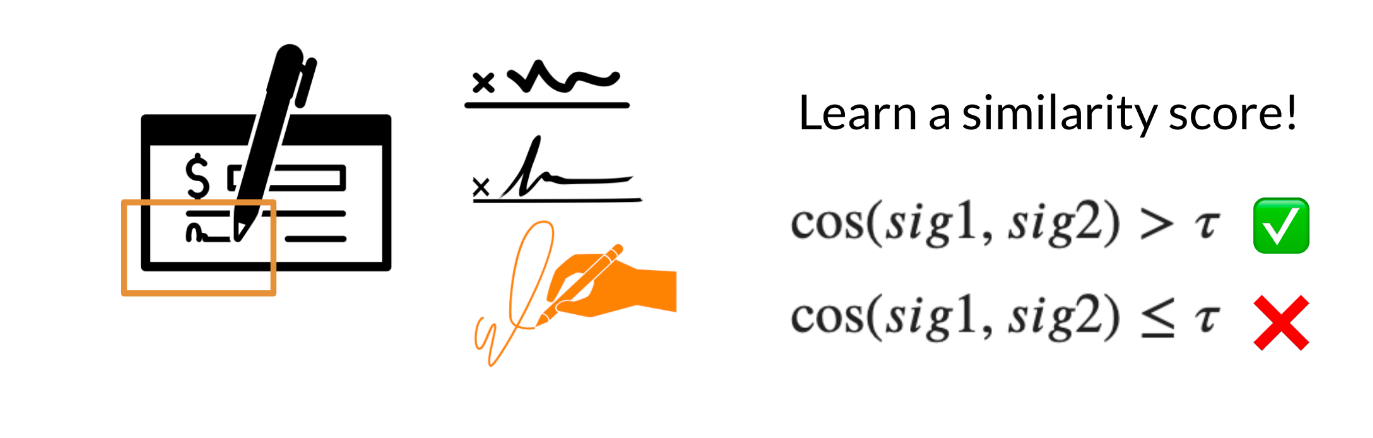 $
×
×
Learn a similarity score!
cos(sig1, sig2) > τ ✅
cos(sig1, sig2) ≤ τ ❌